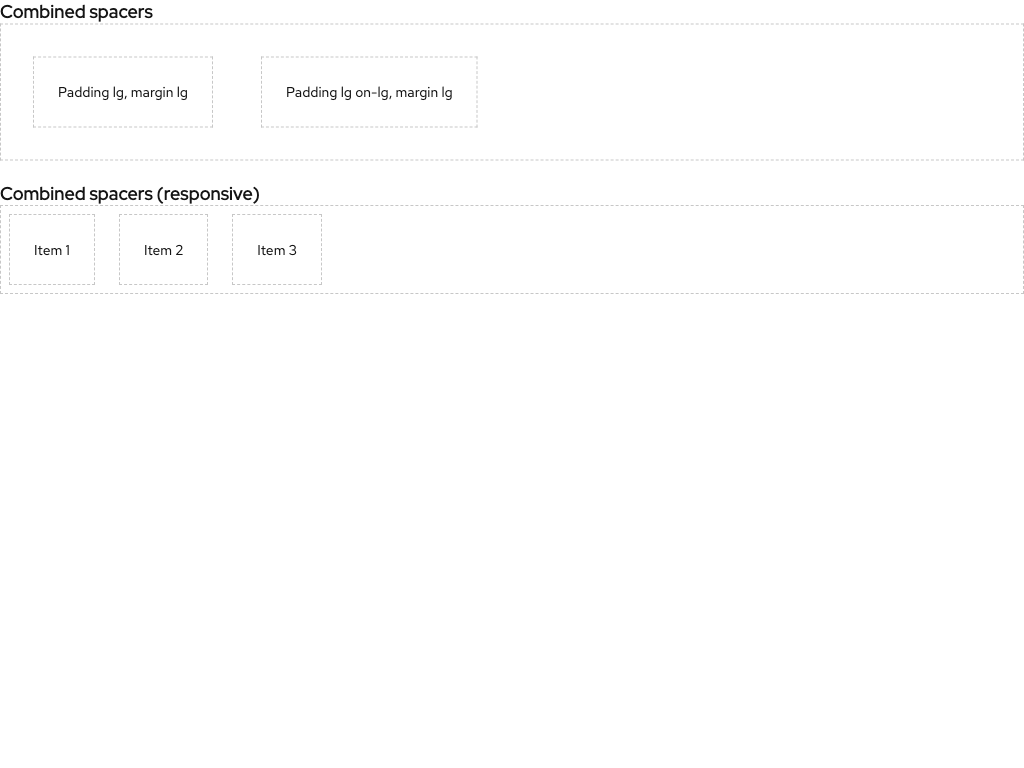 Combined spacers
Padding lg, margin lg
Padding lg on-lg, margin lg
Combined spacers (responsive)
Item 1
Item 2
Item 3